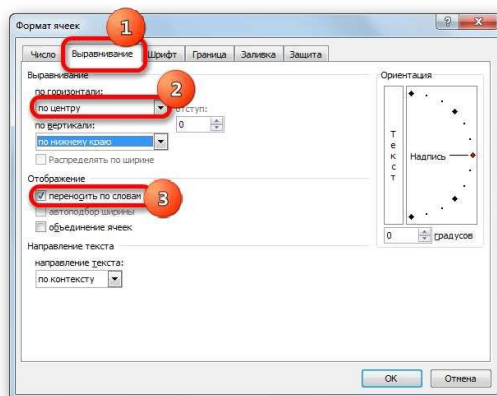 Формат ячеек
1
Число Выравнивание Шрифт Граница Заливка Защита
Выравнивание
по горизонтали:
по центру
2
отступ:
по вертикали:
0
по нижнему краю
Распределять по ширине
Отображение
переносить по словам
3
автоподбор ширины
объединение ячеек
Направление текста
направление текста:
по контексту
Ориентация
Текст
Надпись
0 градусов
ОК Отмена